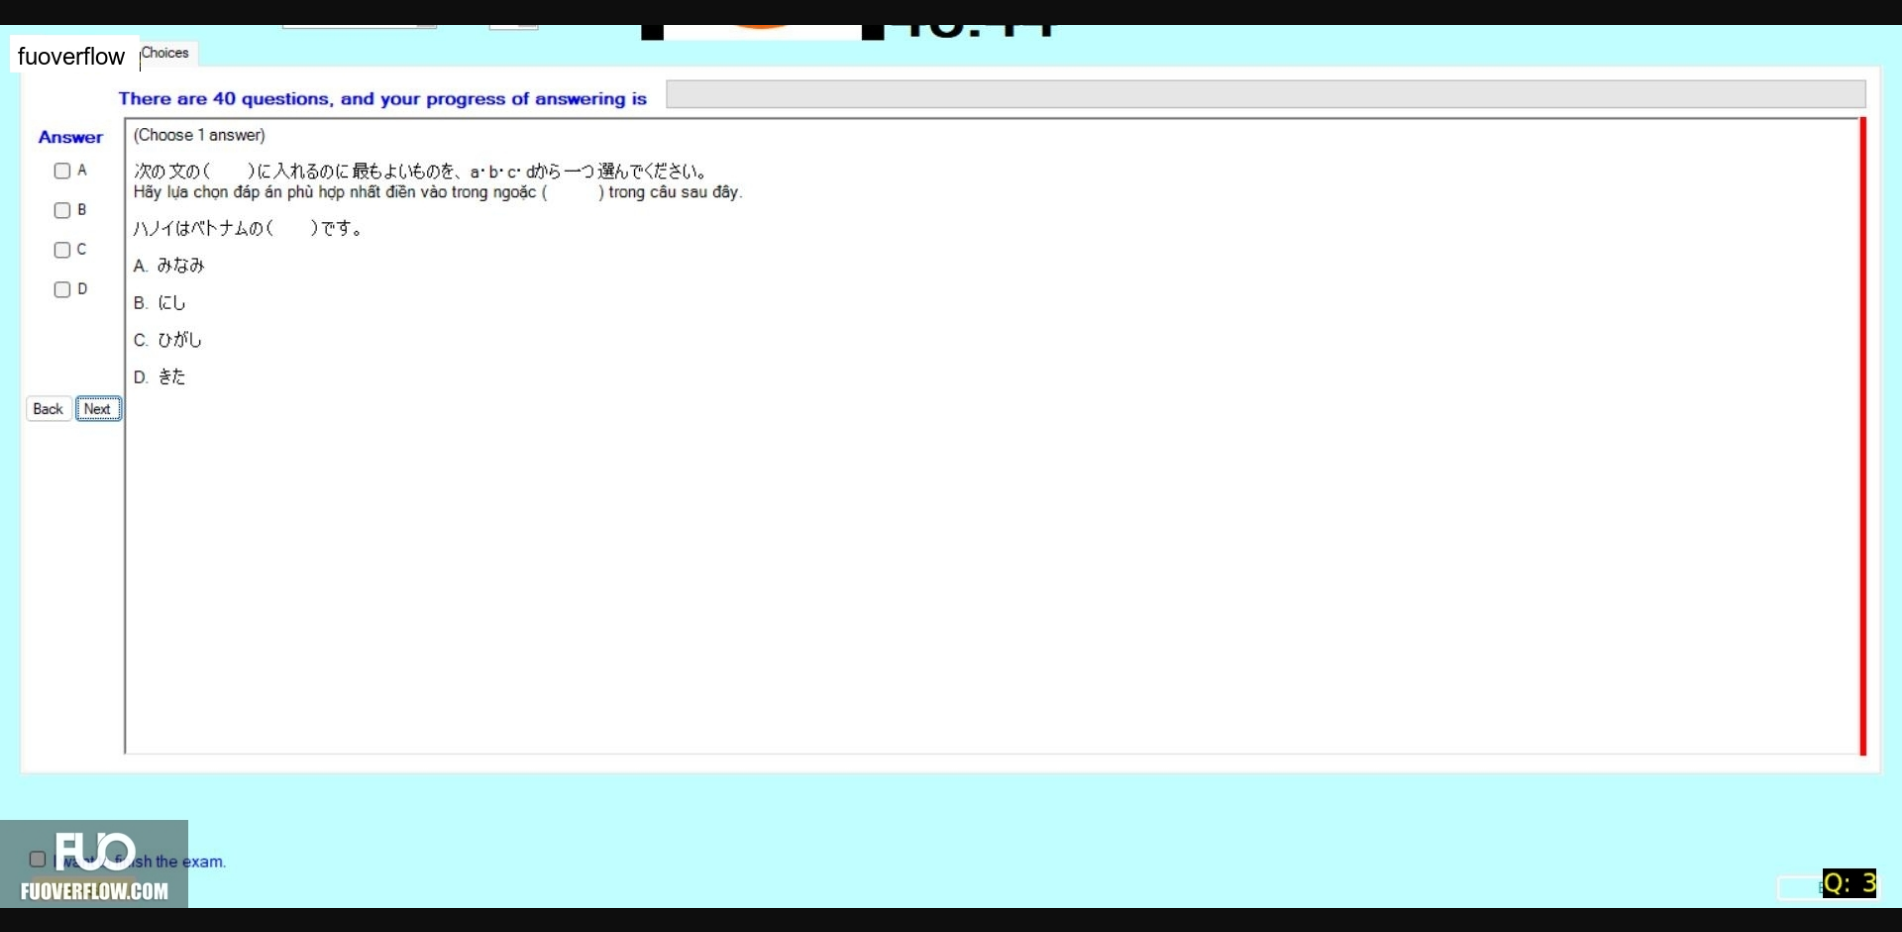 fuoverflow
Choices
There are 40 questions, and your progress of answering is
Answer
(Choose 1 answer)
A
次の文の(　　)に入れるのに最もよいものを、a・b・c・dから一つ選んでください。
Hãy lựa chọn đáp án phù hợp nhất điền vào trong ngoặc (　　) trong câu sau đây.
B
ハノイはベトナムの(　　)です。
C
A. みなみ
D
B. にし
C. ひがし
D. きた
Back
Next
FUO
finish the exam.
FUOVERFLOW.COM
Q: 3